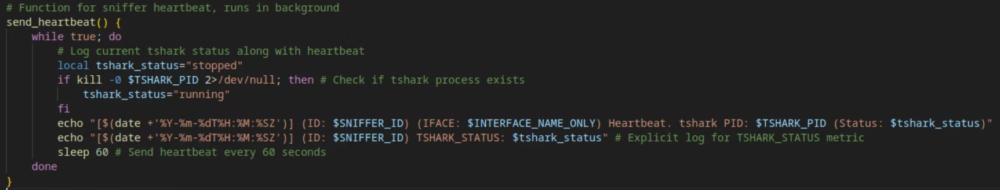 # Function for sniffer heartbeat, runs in background
send_heartbeat() {
    while true; do
        # Log current tshark status along with heartbeat
        local tshark_status="stopped"
        if kill -0 $TSHARK_PID 2>/dev/null; then # Check if tshark process exists
            tshark_status="running"
        fi
        echo "[$(date +'%Y-%m-%dT%H:%M:%SZ')] (ID: $SNIFFER_ID) (IFACE: $INTERFACE_NAME_ONLY) Heartbeat. tshark PID: $TSHARK_PID (Status: $tshark_status)"
        echo "[$(date +'%Y-%m-%dT%H:%M:%SZ')] (ID: $SNIFFER_ID) TSHARK_STATUS: $tshark_status" # Explicit log for TSHARK_STATUS metric
        sleep 60 # Send heartbeat every 60 seconds
    done
}